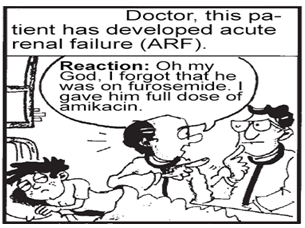 Doctor, this pa-
tient has developed acute
renal failure (ARF).
Reaction: Oh my
God, I forgot that he
was on furosemide. I
gave him full dose of
amikacin.